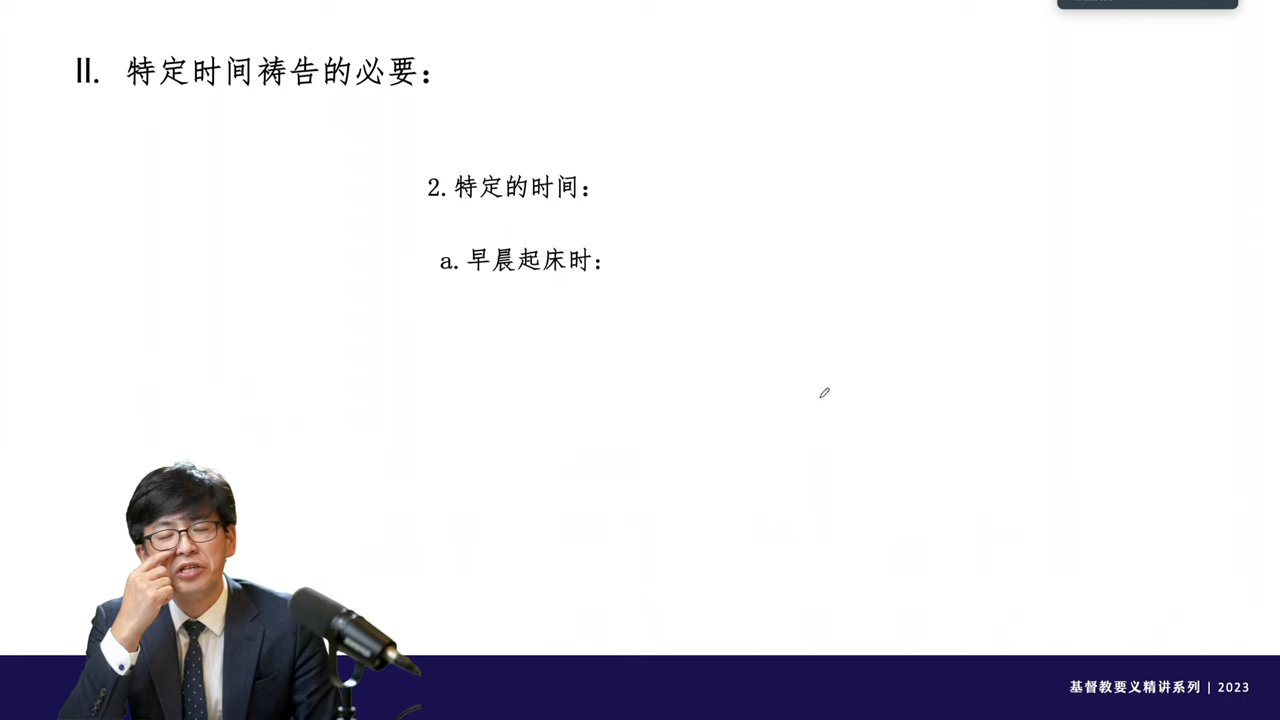 II. 特定时间祷告的必要：
2. 特定的时间：
a. 早晨起床时：
基督教要义精讲系列 | 2023